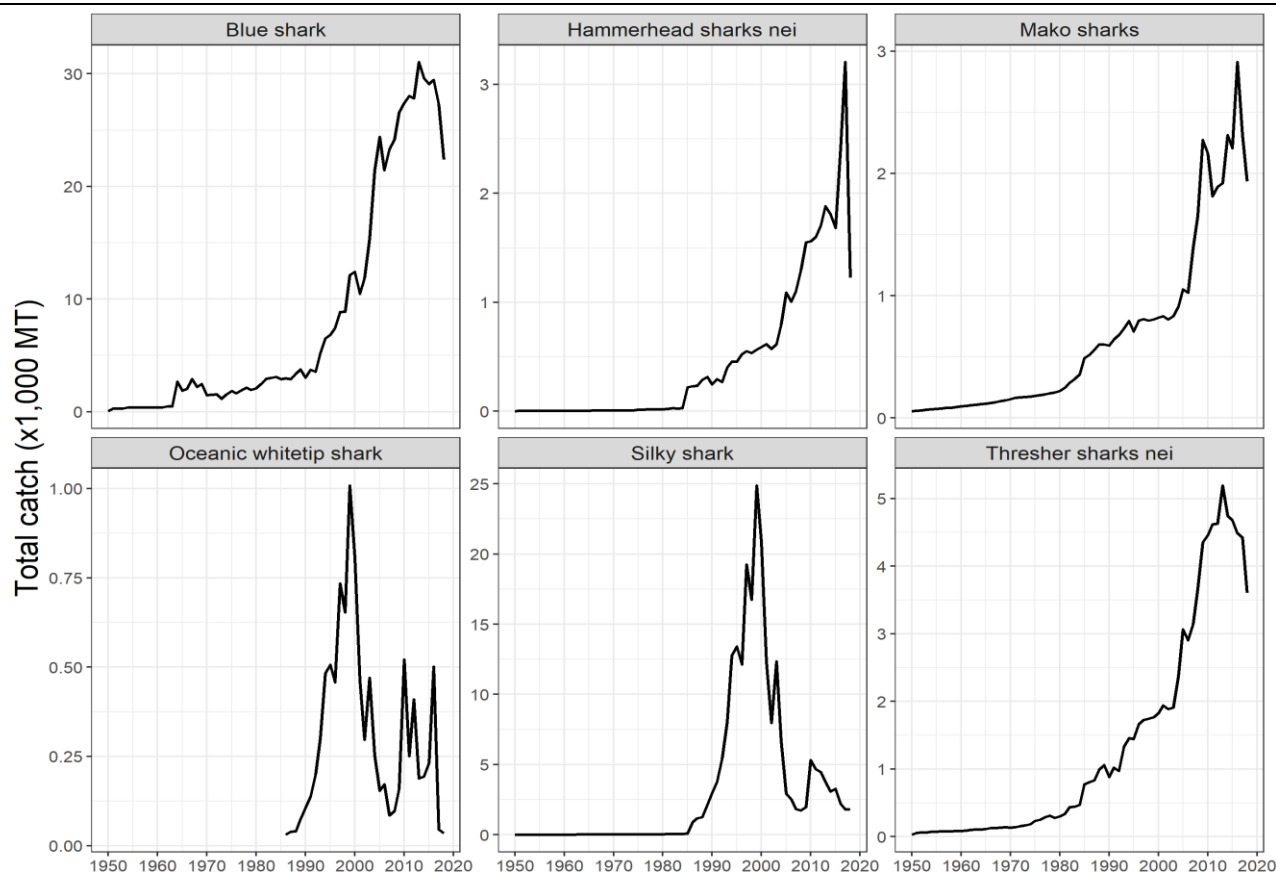 Blue shark
Hammerhead sharks nei
Mako sharks
Total catch (x1,000 MT)
30
20
10
0
3
2
1
0
3
2
1
0
Oceanic whitetip shark
Silky shark
Thresher sharks nei
1.00
0.75
0.50
0.25
0.00
25
20
15
10
5
0
5
4
3
2
1
0
1950 1960 1970 1980 1990 2000 2010 2020
1950 1960 1970 1980 1990 2000 2010 2020
1950 1960 1970 1980 1990 2000 2010 2020